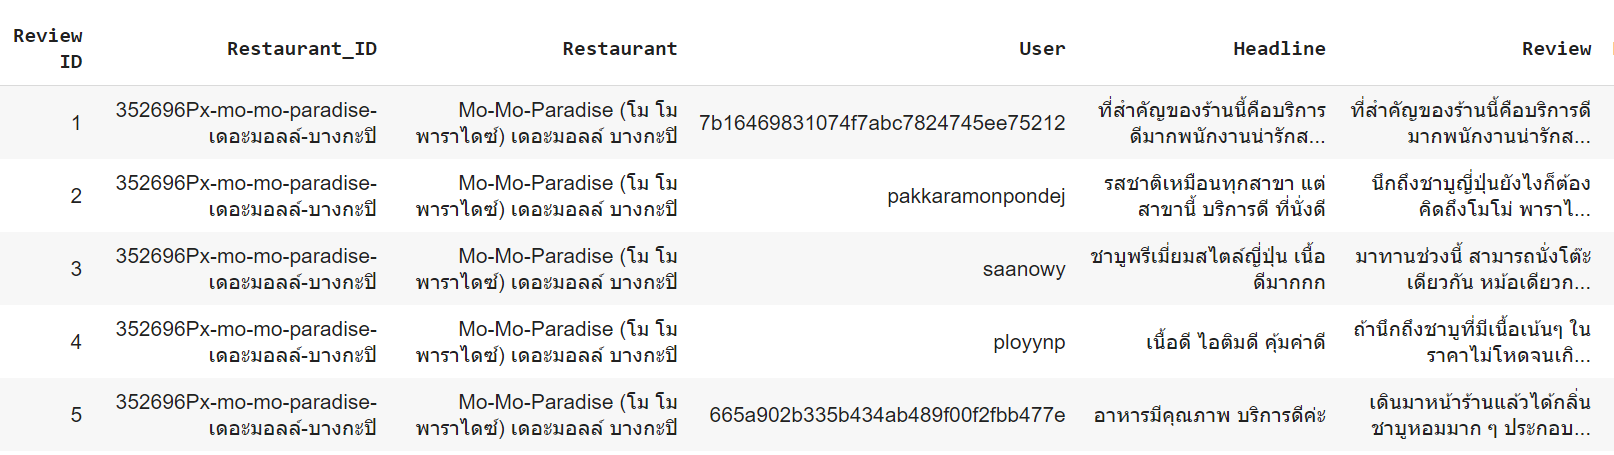 Review ID Restaurant_ID Restaurant User Headline Review
1 352696Px-mo-mo-paradise-เดอะมอลล์-บางกะปิ Mo-Mo-Paradise (โม โม พาราไดซ์) เดอะมอลล์ บางกะปิ 7b16469831074f7abc7824745ee75212 ที่สำคัญของร้านนี้คือบริการดีมากพนักงานน่ารักส... ที่สำคัญของร้านนี้คือบริการดีมากพนักงานน่ารักส...
2 352696Px-mo-mo-paradise-เดอะมอลล์-บางกะปิ Mo-Mo-Paradise (โม โม พาราไดซ์) เดอะมอลล์ บางกะปิ pakkaramonpondej รสชาติเหมือนทุกสาขา แต่สาขานี้ บริการดี ที่นั่งดี นึกถึงชาบูญี่ปุ่นยังไงก็ต้องคิดถึงโมโม่ พาราไ...
3 352696Px-mo-mo-paradise-เดอะมอลล์-บางกะปิ Mo-Mo-Paradise (โม โม พาราไดซ์) เดอะมอลล์ บางกะปิ saanowy ชาบูพรีเมี่ยมสไตล์ญี่ปุ่น เนื้อดีมากกก มาทานช่วงนี้ สามารถนั่งโต๊ะเดียวกัน หม้อเดียวก...
4 352696Px-mo-mo-paradise-เดอะมอลล์-บางกะปิ Mo-Mo-Paradise (โม โม พาราไดซ์) เดอะมอลล์ บางกะปิ ployynp เนื้อดี ไอติมดี คุ้มค่าดี ถ้านึกถึงชาบูที่มีเนื้อเน้นๆ ในราคาไม่โหดจนเกิ...
5 352696Px-mo-mo-paradise-เดอะมอลล์-บางกะปิ Mo-Mo-Paradise (โม โม พาราไดซ์) เดอะมอลล์ บางกะปิ 665a902b335b434ab489f00f2fbb477e อาหารมีคุณภาพ บริการดีค่ะ เดินมาหน้าร้านแล้วได้กลิ่นชาบูหอมมาก ๆ ประกอบ...